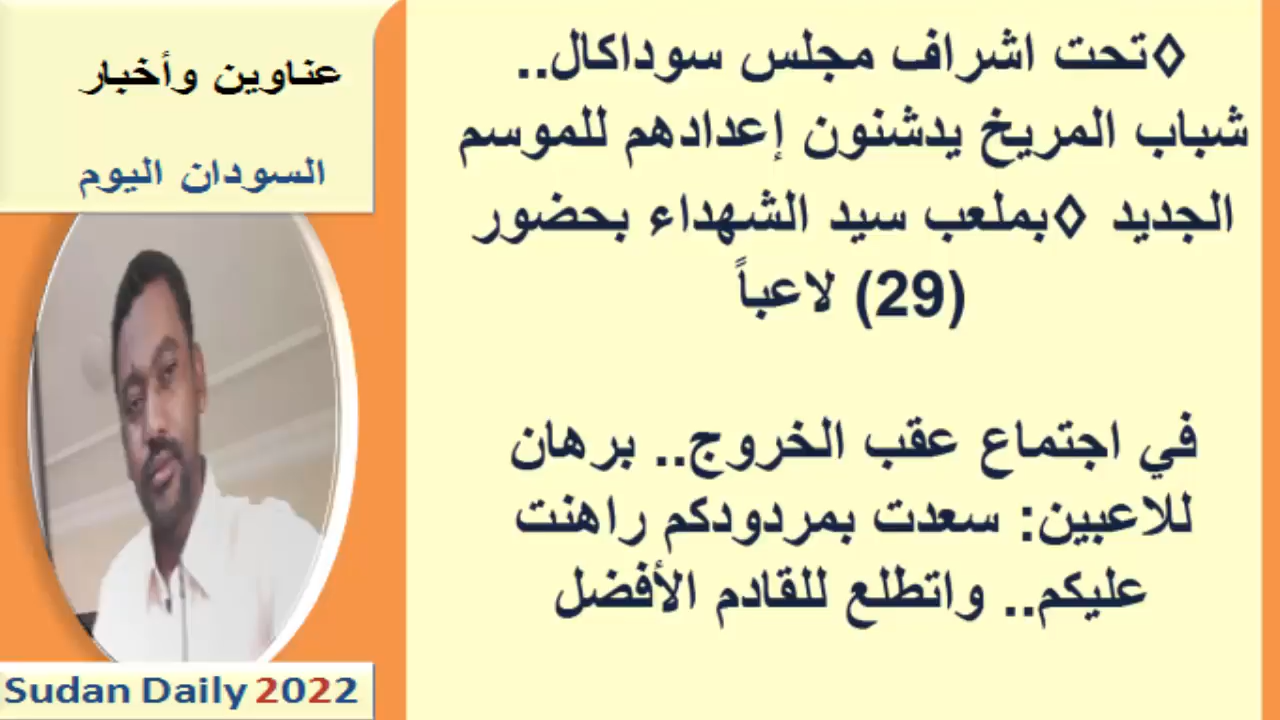 عناوين وأخبار
السودان اليوم
◊تحت اشراف مجلس سوداكال..
شباب المريخ يدشنون إعدادهم للموسم
الجديد ◊بملعب سيد الشهداء بحضور
(29) لاعباً
في اجتماع عقب الخروج.. برهان
للاعبين: سعدت بمردودكم راهنت
عليكم.. واتطلع للقادم الأفضل
Sudan Daily 2022